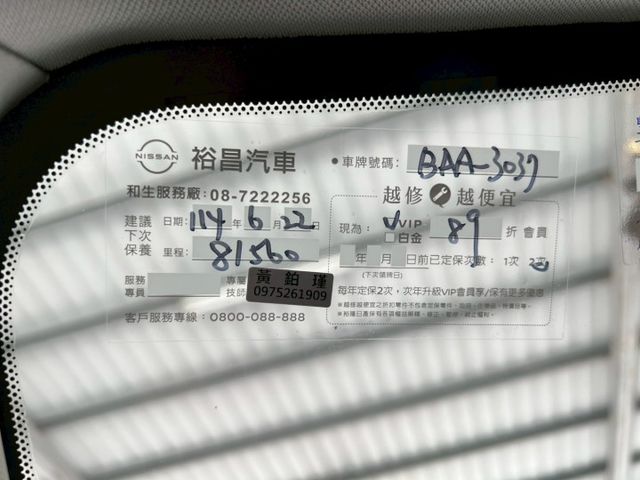 NISSAN 裕昌汽車
●車牌號碼: BAA-3037
和生服務廠: 08-7222256
越修 越便宜
建議下次保養
日期: 114年6月22日
里程: 81560
現為: VIP 白金 89折 會員
年 月 日前已定保次數: 1次 2次
(下次領牌日)
服務專員
專屬技師
黃鉑瑾
0975261909
每年定保2次,次年升級VIP會員享/保有更多優惠
客戶服務專線:0800-088-888